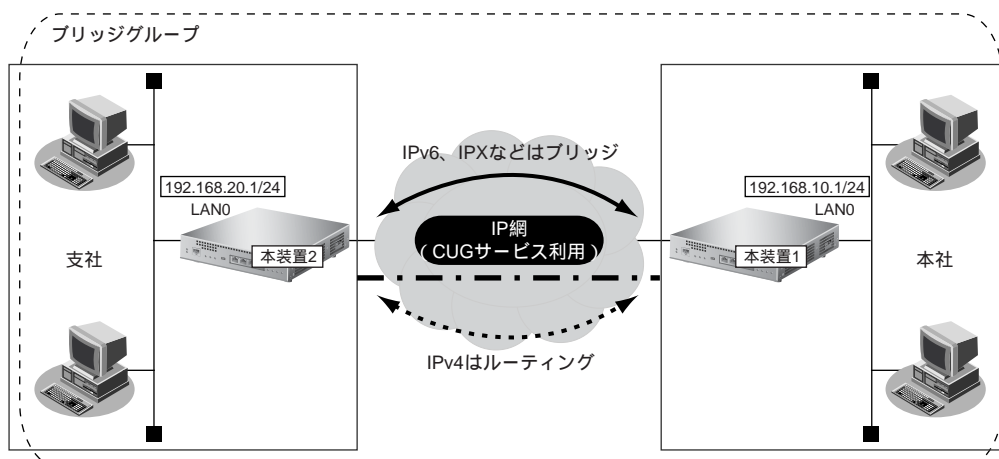 ブリッジグループ
IPv6、IPXなどはブリッジ
192.168.20.1/24
LAN0
192.168.10.1/24
LAN0
IP網
(CUGサービス利用)
支社
本装置2
本装置1
本社
IPv4はルーティング